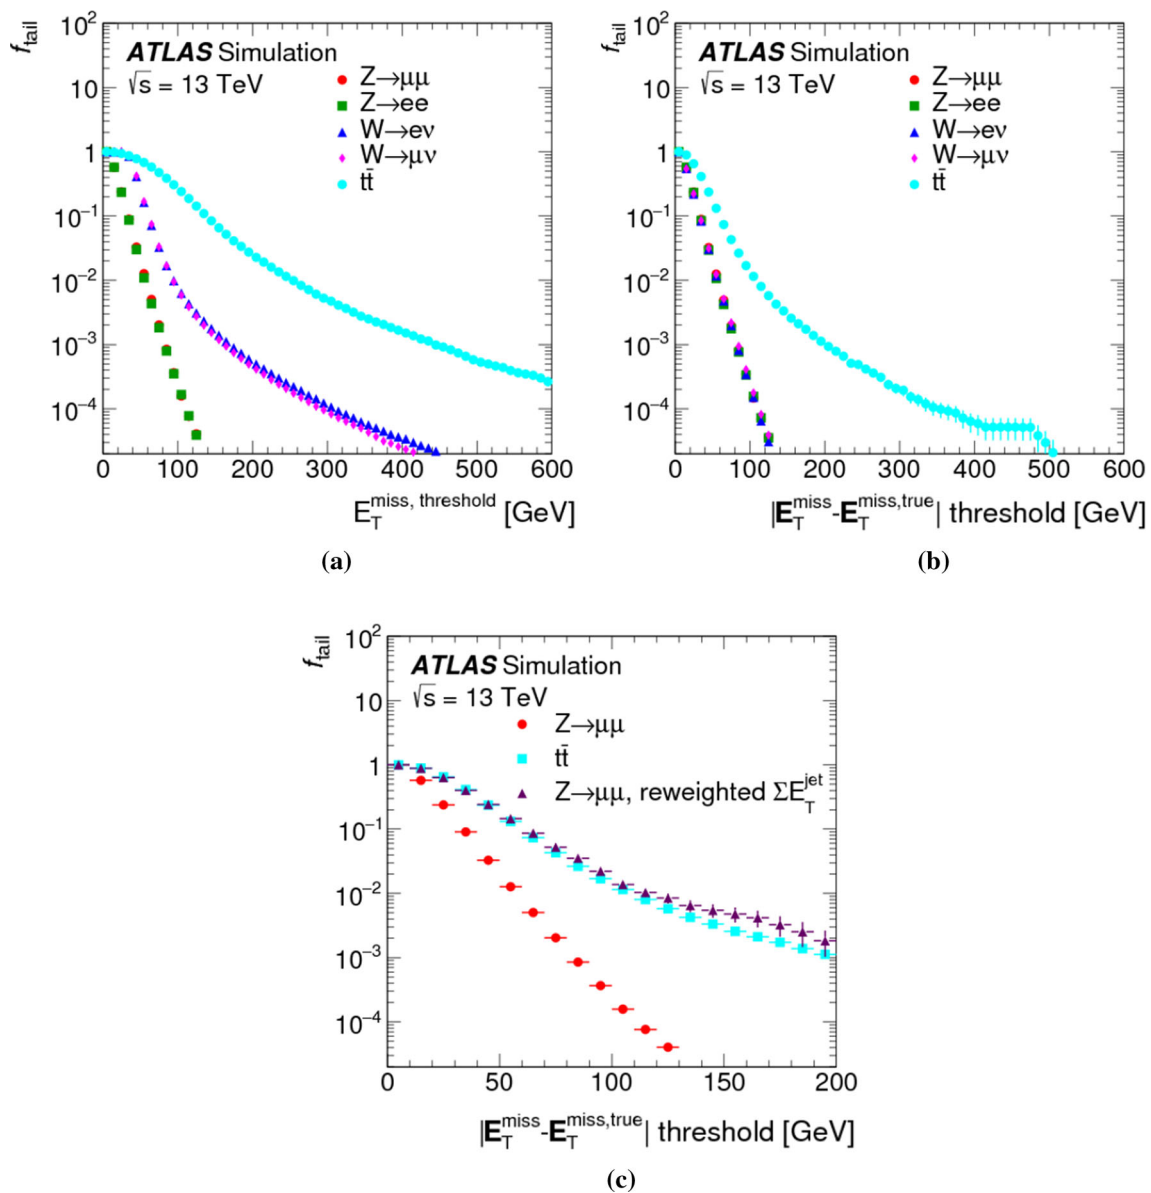 f_tail
10^2
10
1
10^−1
10^−2
10^−3
10^−4
ATLAS Simulation
√s = 13 TeV
Z→μμ
Z→ee
W→eν
W→μν
tt̄
0 100 200 300 400 500 600
E_T^miss, threshold [GeV]
(a)
f_tail
10^2
10
1
10^−1
10^−2
10^−3
10^−4
ATLAS Simulation
√s = 13 TeV
Z→μμ
Z→ee
W→eν
W→μν
tt̄
0 100 200 300 400 500 600
|E_T^miss-E_T^miss,true| threshold [GeV]
(b)
f_tail
10^2
10
1
10^−1
10^−2
10^−3
10^−4
ATLAS Simulation
√s = 13 TeV
Z→μμ
tt̄
Z→μμ, reweighted ΣE_T^jet
0 50 100 150 200
|E_T^miss-E_T^miss,true| threshold [GeV]
(c)